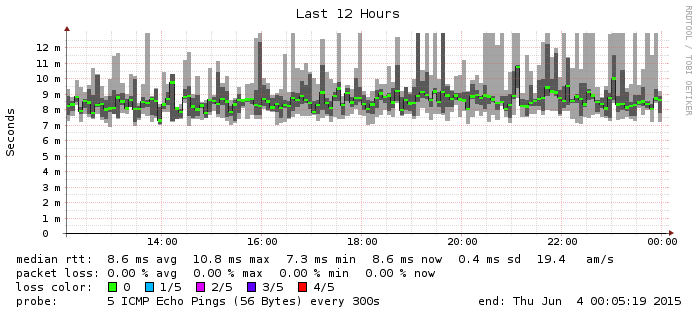 Last 12 Hours
RRDTOOL / TOBI OETIKER
Seconds
12 m
11 m
10 m
9 m
8 m
7 m
6 m
5 m
4 m
3 m
2 m
1 m
0
14:00 16:00 18:00 20:00 22:00 00:00
median rtt: 8.6 ms avg 10.8 ms max 7.3 ms min 8.6 ms now 0.4 ms sd 19.4 am/s
packet loss: 0.00 % avg 0.00 % max 0.00 % min 0.00 % now
loss color: 0 1/5 2/5 3/5 4/5
probe: 5 ICMP Echo Pings (56 Bytes) every 300s end: Thu Jun 4 00:05:19 2015